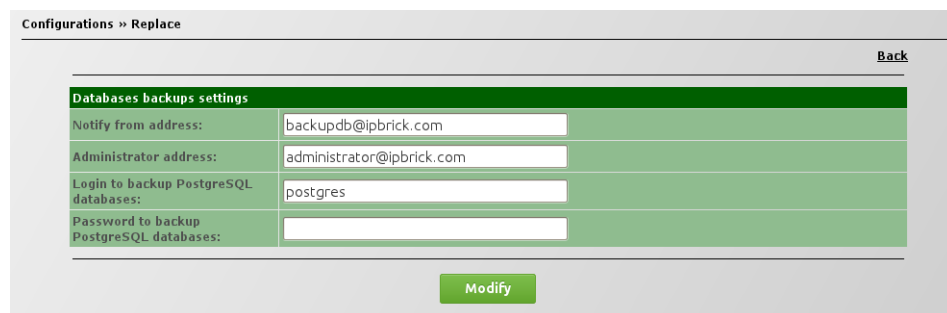 Configurations » Replace
Back
Databases backups settings
Notify from address: backupdb@ipbrick.com
Administrator address: administrator@ipbrick.com
Login to backup PostgreSQL
databases: postgres
Password to backup
PostgreSQL databases:
Modify